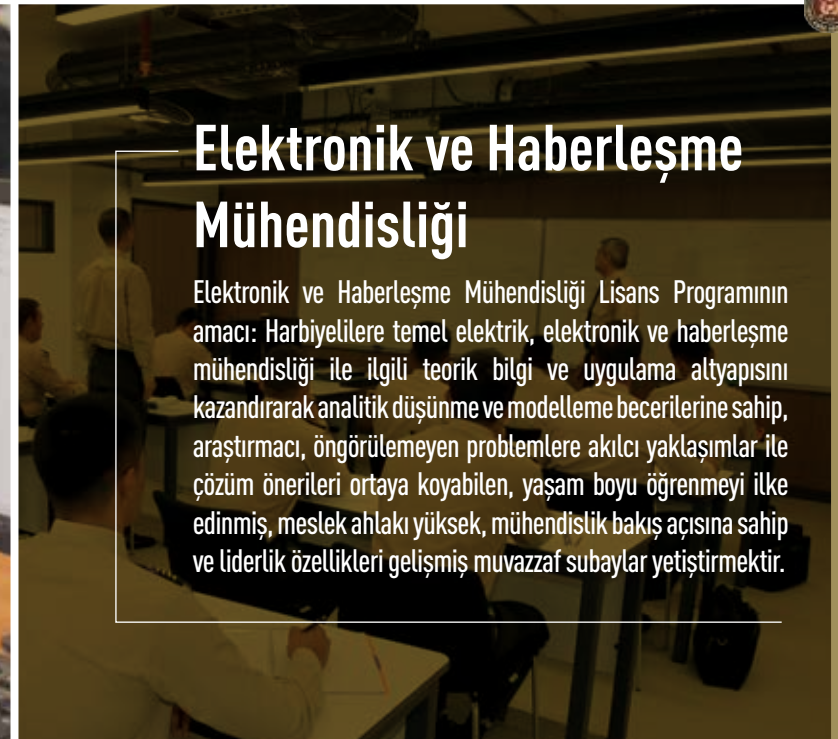 Elektronik ve Haberleşme
Mühendisliği
Elektronik ve Haberleşme Mühendisliği Lisans Programının
amacı: Harbiyelilere temel elektrik, elektronik ve haberleşme
mühendisliği ile ilgili teorik bilgi ve uygulama altyapısını
kazandırarak analitik düşünme ve modelleme becerilerine sahip,
araştırmacı, öngörülemeyen problemlere akılcı yaklaşımlar ile
çözüm önerileri ortaya koyabilen, yaşam boyu öğrenmeyi ilke
edinmiş, meslek ahlakı yüksek, mühendislik bakış açısına sahip
ve liderlik özellikleri gelişmiş muvazzaf subaylar yetiştirmektir.